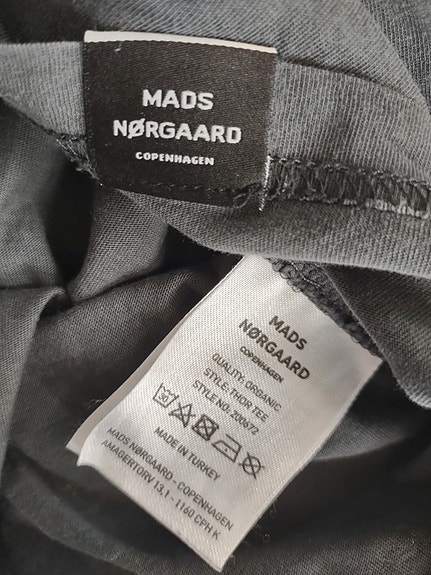 MADS
NØRGAARD
COPENHAGEN
MADS
NØRGAARD
COPENHAGEN
QUALITY: ORGANIC
STYLE: THOR TEE
STYLE NO.: 200672
30
MADE IN TURKEY
MADS NØRGAARD - COPENHAGEN
AMAGERTORV 13,1 - 1160 CPH K